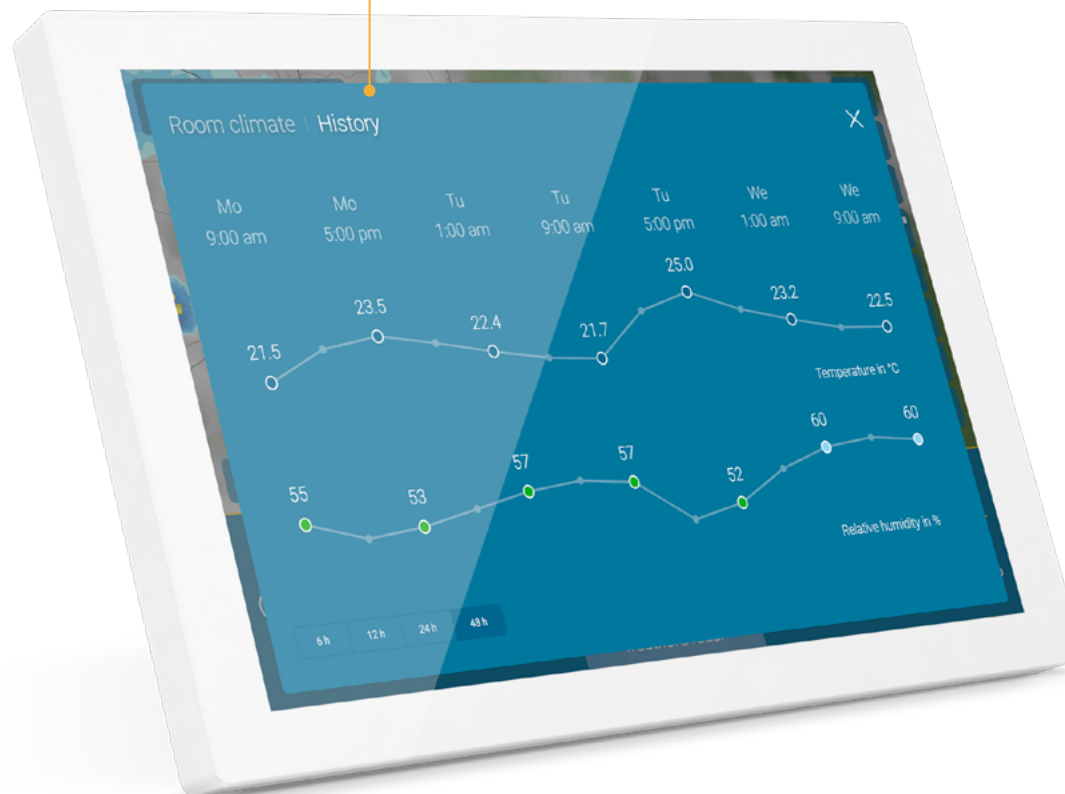 Room climate | History X
Mo Mo Tu Tu Tu We We
9:00 am 5:00 pm 1:00 am 9:00 am 5:00 pm 1:00 am 9:00 am
21.5 23.5 22.4 21.7 25.0 23.2 22.5
Temperature in °C
55 53 57 57 52 60 60
Relative humidity in %
6 h 12 h 24 h 48 h